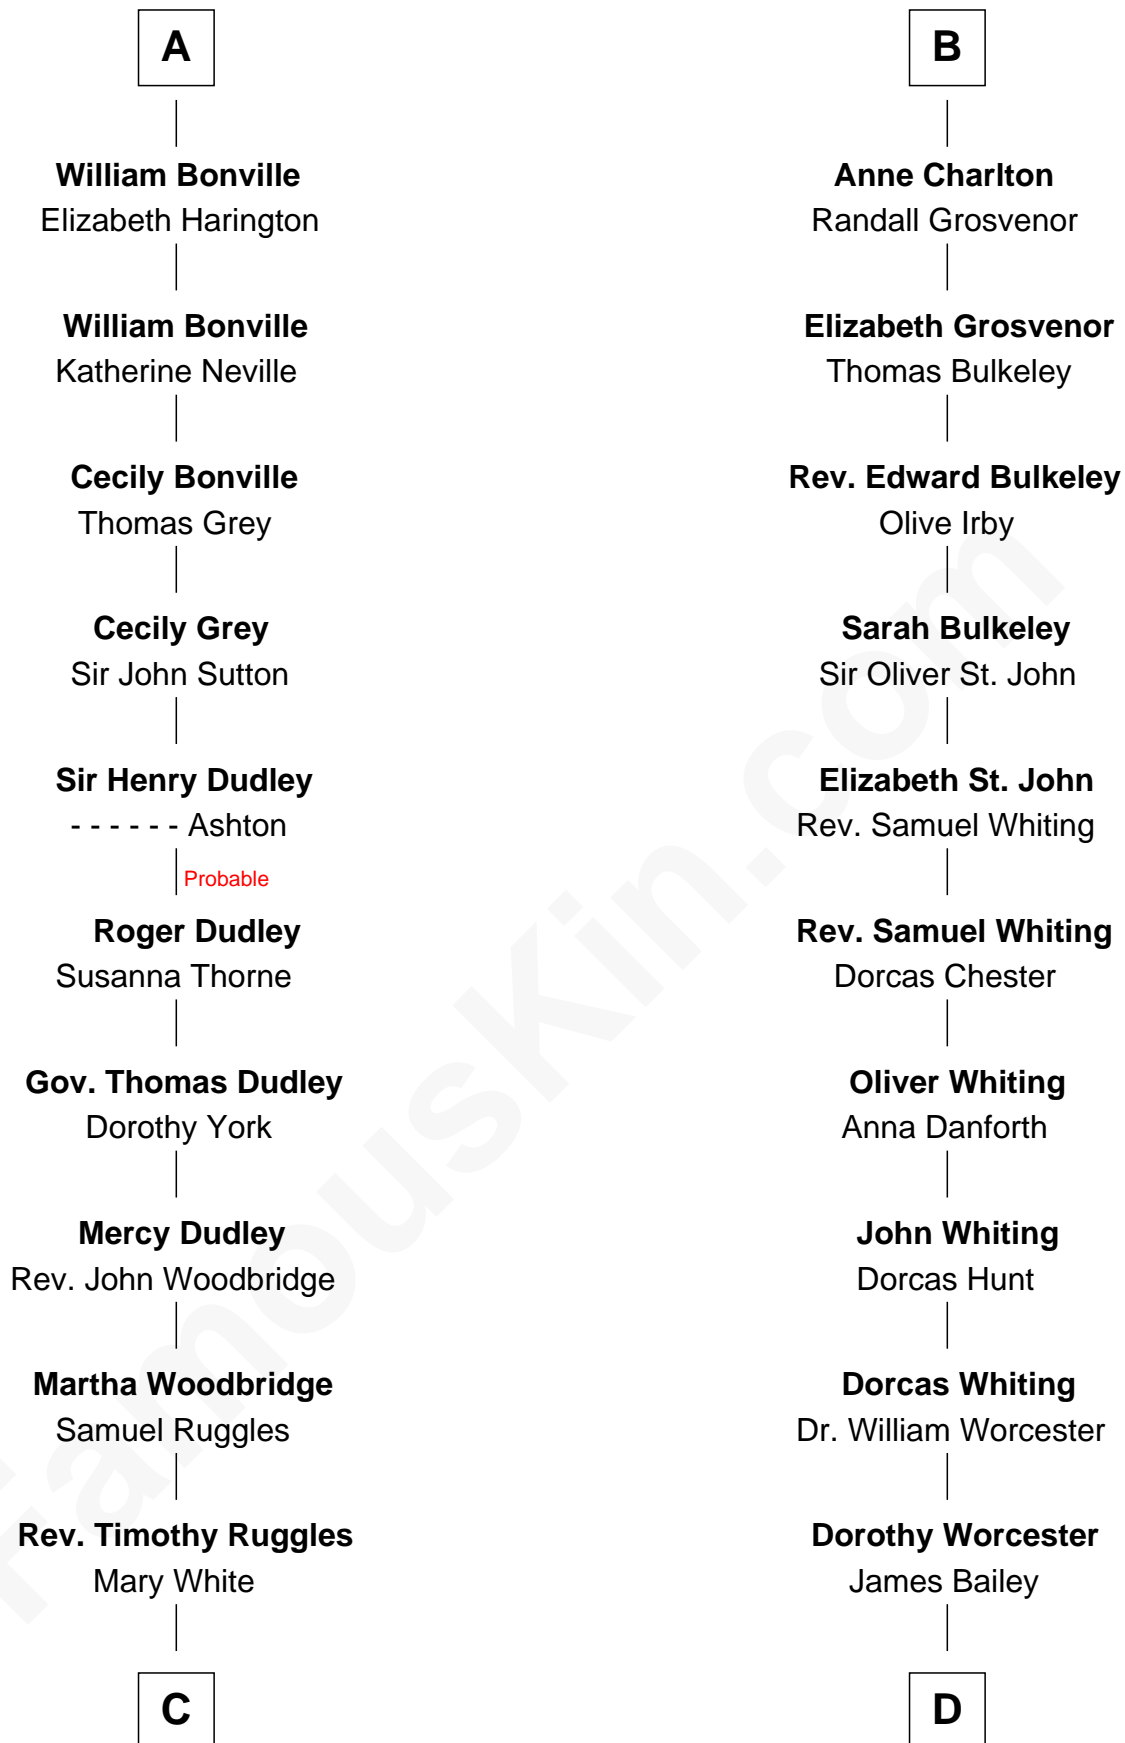 A
William Bonville
Elizabeth Harington
William Bonville
Katherine Neville
Cecily Bonville
Thomas Grey
Cecily Grey
Sir John Sutton
Sir Henry Dudley
- - - - - - Ashton
Probable
Roger Dudley
Susanna Thorne
Gov. Thomas Dudley
Dorothy York
Mercy Dudley
Rev. John Woodbridge
Martha Woodbridge
Samuel Ruggles
Rev. Timothy Ruggles
Mary White
C
B
Anne Charlton
Randall Grosvenor
Elizabeth Grosvenor
Thomas Bulkeley
Rev. Edward Bulkeley
Olive Irby
Sarah Bulkeley
Sir Oliver St. John
Elizabeth St. John
Rev. Samuel Whiting
Rev. Samuel Whiting
Dorcas Chester
Oliver Whiting
Anna Danforth
John Whiting
Dorcas Hunt
Dorcas Whiting
Dr. William Worcester
Dorothy Worcester
James Bailey
D
FamousKin.com